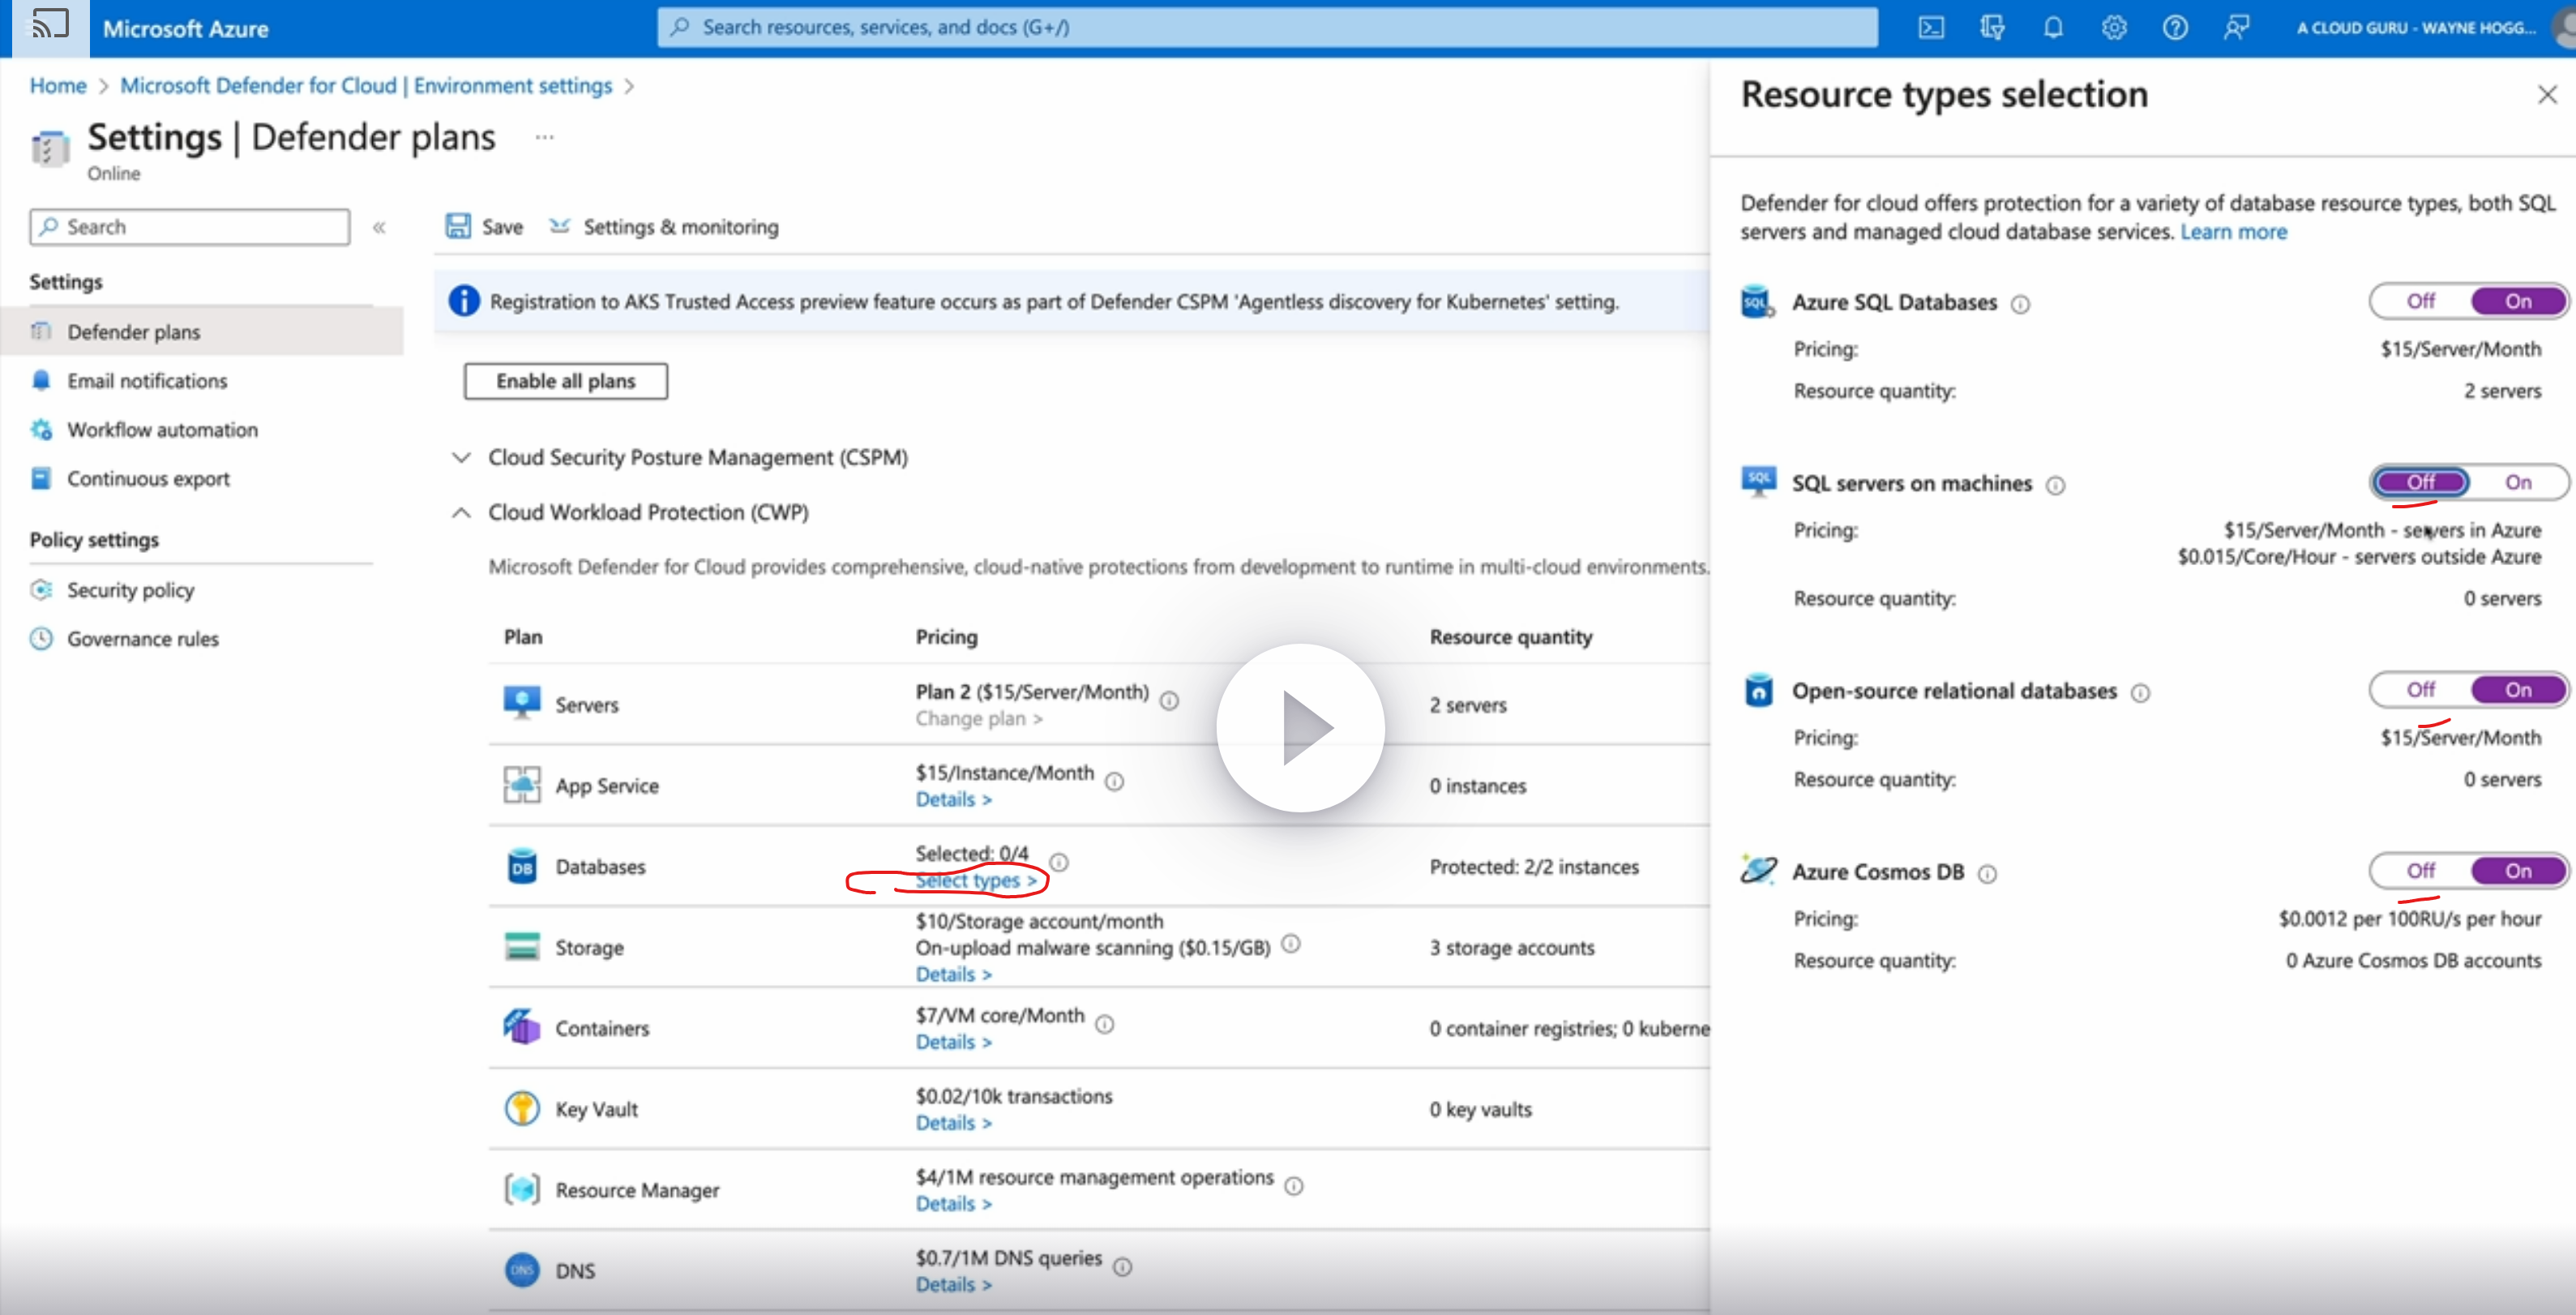 Microsoft Azure
Search resources, services, and docs (G+/)
A CLOUD GURU - WAYNE HOGG...
Home > Microsoft Defender for Cloud | Environment settings >
Settings | Defender plans ...
Online
Search
«
Settings
Defender plans
Email notifications
Workflow automation
Continuous export
Policy settings
Security policy
Governance rules
Save
Settings & monitoring
Registration to AKS Trusted Access preview feature occurs as part of Defender CSPM 'Agentless discovery for Kubernetes' setting.
Enable all plans
Cloud Security Posture Management (CSPM)
Cloud Workload Protection (CWP)
Microsoft Defender for Cloud provides comprehensive, cloud-native protections from development to runtime in multi-cloud environments.
Plan Pricing Resource quantity
Servers
Plan 2 ($15/Server/Month)
Change plan >
2 servers
App Service
$15/Instance/Month
Details >
0 instances
DB
Databases
Selected: 0/4
Select types >
Protected: 2/2 instances
Storage
$10/Storage account/month
On-upload malware scanning ($0.15/GB)
Details >
3 storage accounts
Containers
$7/VM core/Month
Details >
0 container registries; 0 kuberne
Key Vault
$0.02/10k transactions
Details >
0 key vaults
Resource Manager
$4/1M resource management operations
Details >
DNS
DNS
$0.7/1M DNS queries
Details >
Resource types selection
Defender for cloud offers protection for a variety of database resource types, both SQL
servers and managed cloud database services. Learn more
SQL
Azure SQL Databases
Off On
Pricing: $15/Server/Month
Resource quantity: 2 servers
SQL
SQL servers on machines
Off On
Pricing: $15/Server/Month - servers in Azure
$0.015/Core/Hour - servers outside Azure
Resource quantity: 0 servers
Open-source relational databases
Off On
Pricing: $15/Server/Month
Resource quantity: 0 servers
Azure Cosmos DB
Off On
Pricing: $0.0012 per 100RU/s per hour
Resource quantity: 0 Azure Cosmos DB accounts